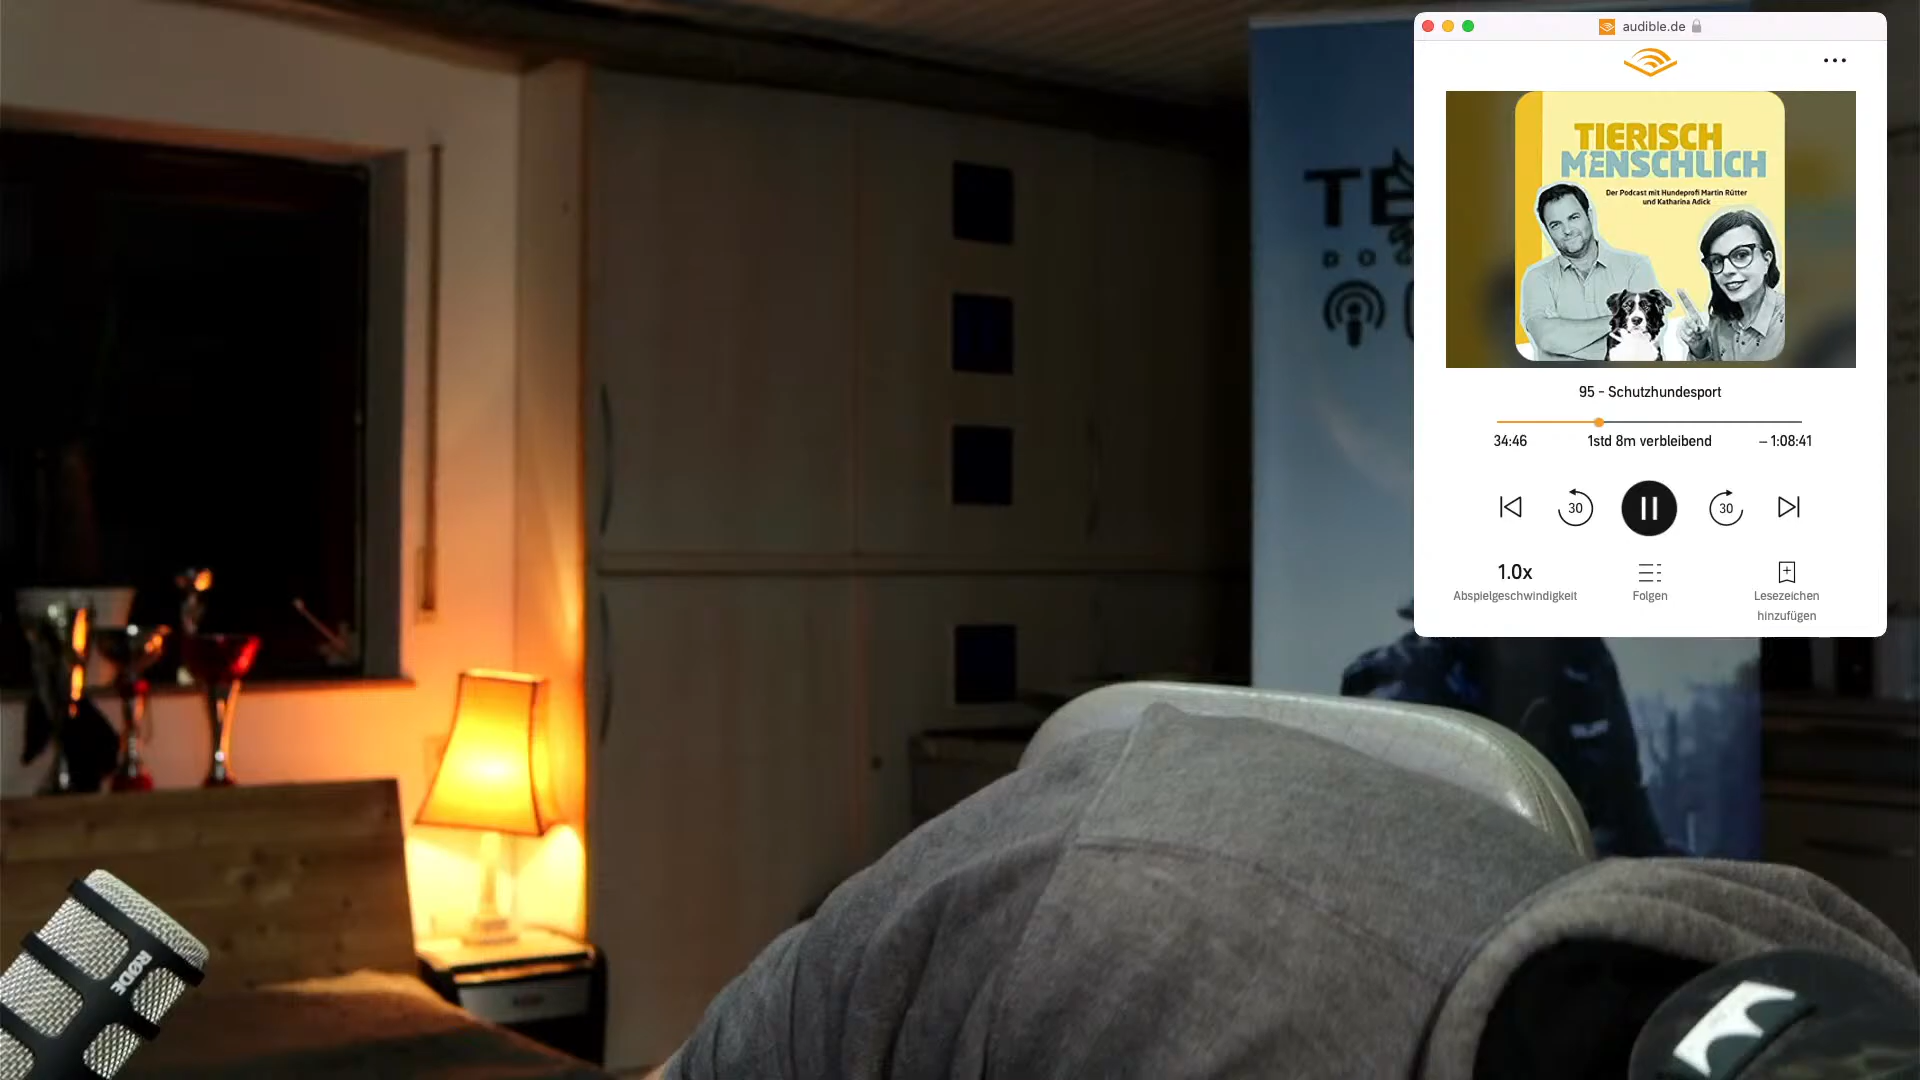 audible.de
TIERISCH
MENSCHLICH
Der Podcast mit Hundeprofi Martin Rütter
und Katharina Adick
95 - Schutzhundesport
34:46
1std 8m verbleibend
– 1:08:41
30
30
1.0x
Abspielgeschwindigkeit
Folgen
Lesezeichen
hinzufügen
RØDE